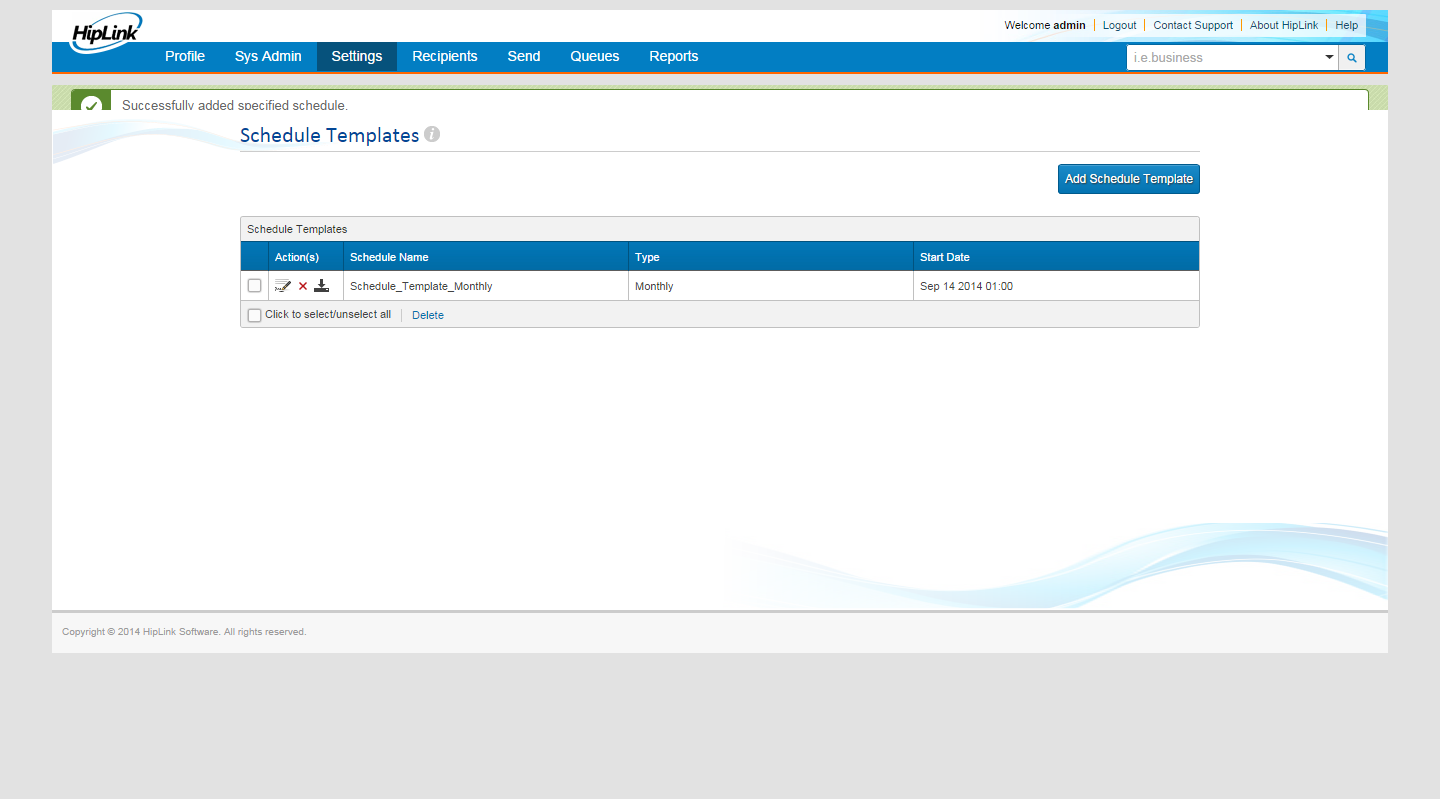 HipLink
Welcome admin Logout Contact Support About HipLink Help
Profile Sys Admin Settings Recipients Send Queues Reports i.e.business
Successfully added specified schedule.
Schedule Templates i
Add Schedule Template
Schedule Templates
Action(s) Schedule Name Type Start Date
Schedule_Template_Monthly Monthly Sep 14 2014 01:00
Click to select/unselect all Delete
Copyright © 2014 HipLink Software. All rights reserved.